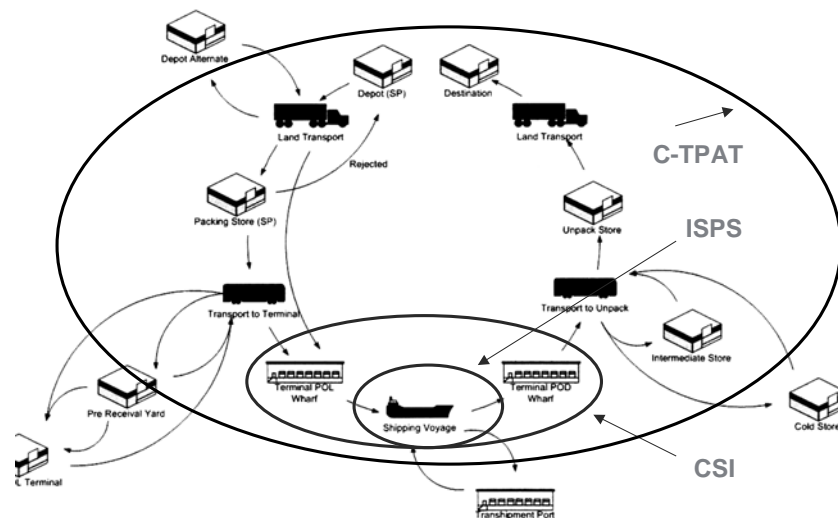 Depot Alternate
Depot (SP)
Destination
Land Transport
Land Transport
C-TPAT
Rejected
Packing Store (SP)
Unpack Store
ISPS
Transport to Terminal
Transport to Unpack
Intermediate Store
Terminal POL
Wharf
Terminal POD
Wharf
Pre Receival Yard
Shipping Voyage
Cold Store
CSI
L Terminal
Transhipment Port